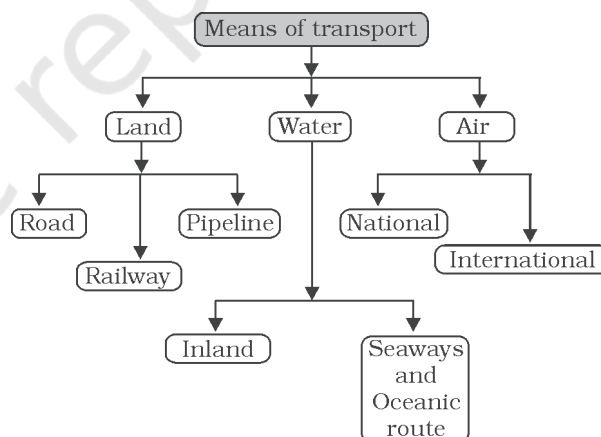 Means of transport
Land
Water
Air
Road
Pipeline
National
Railway
International
Inland
Seaways
and
Oceanic
route